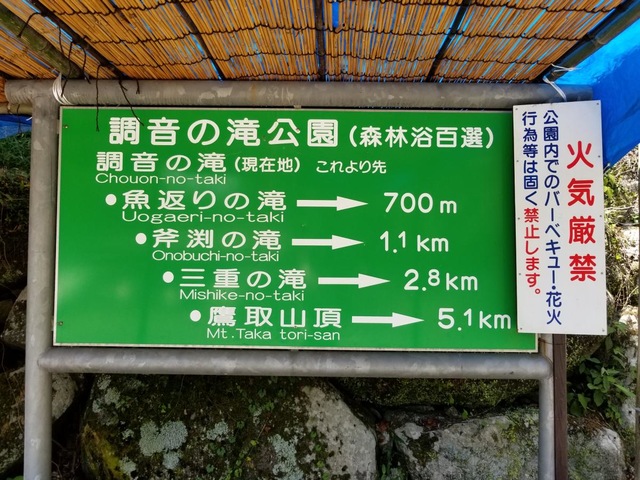 調音の滝公園(森林浴百選)
調音の滝(現在地) これより先
Chouon-no-taki
•魚返りの滝→700m
Uogaeri-no-taki
•斧渕の滝→1.1km
Onobuchi-no-taki
•三重の滝→2.8km
Mishike-no-taki
•鷹取山頂→5.1km
Mt.Taka tori-san
火気厳禁
公園内でのバーベキュー・花火
行為等は固く禁止します。